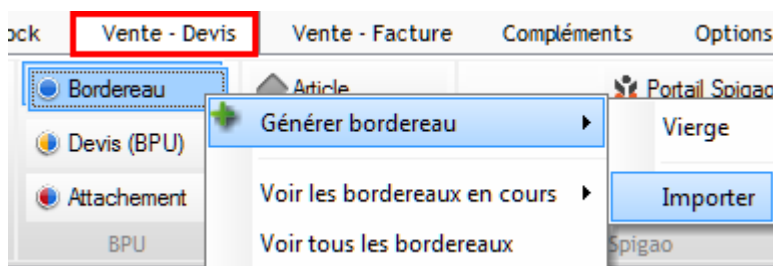 ock Vente - Devis Vente - Facture Compléments Options
Bordereau Article Portail Spigao
Générer bordereau Vierge
Devis (BPU)
Attachement Voir les bordereaux en cours Importer
BPU Voir tous les bordereaux Spigao